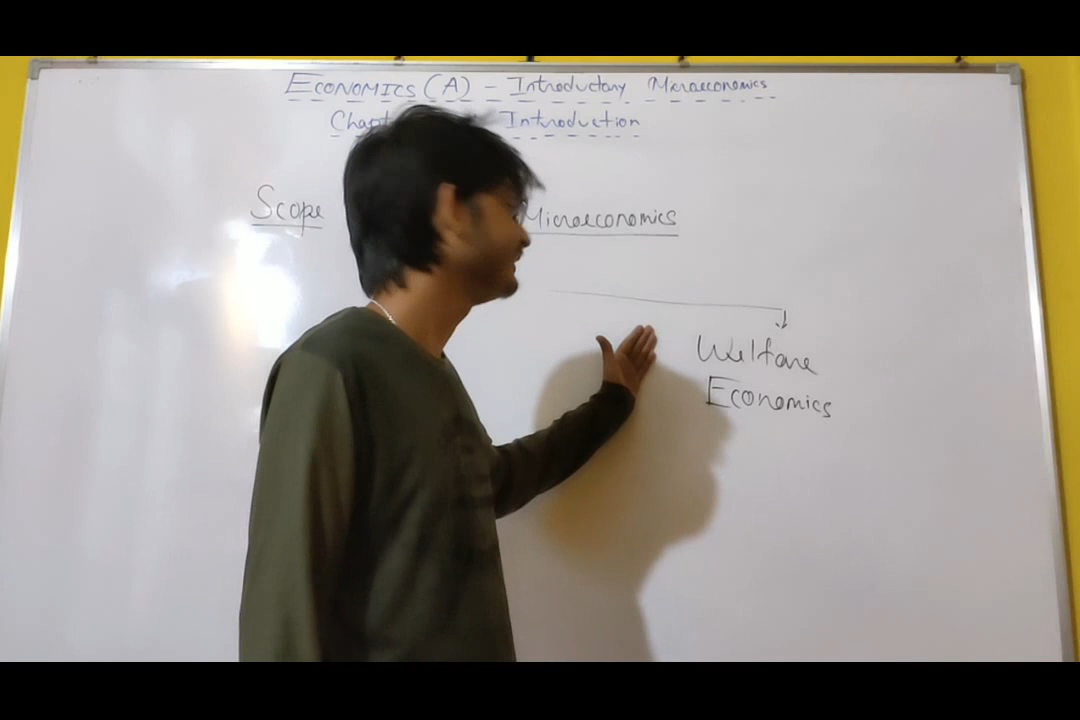 ECONOMICS (A) - Introductory Microeconomics
Introduction
Scope Microeconomics
Welfare
Economics